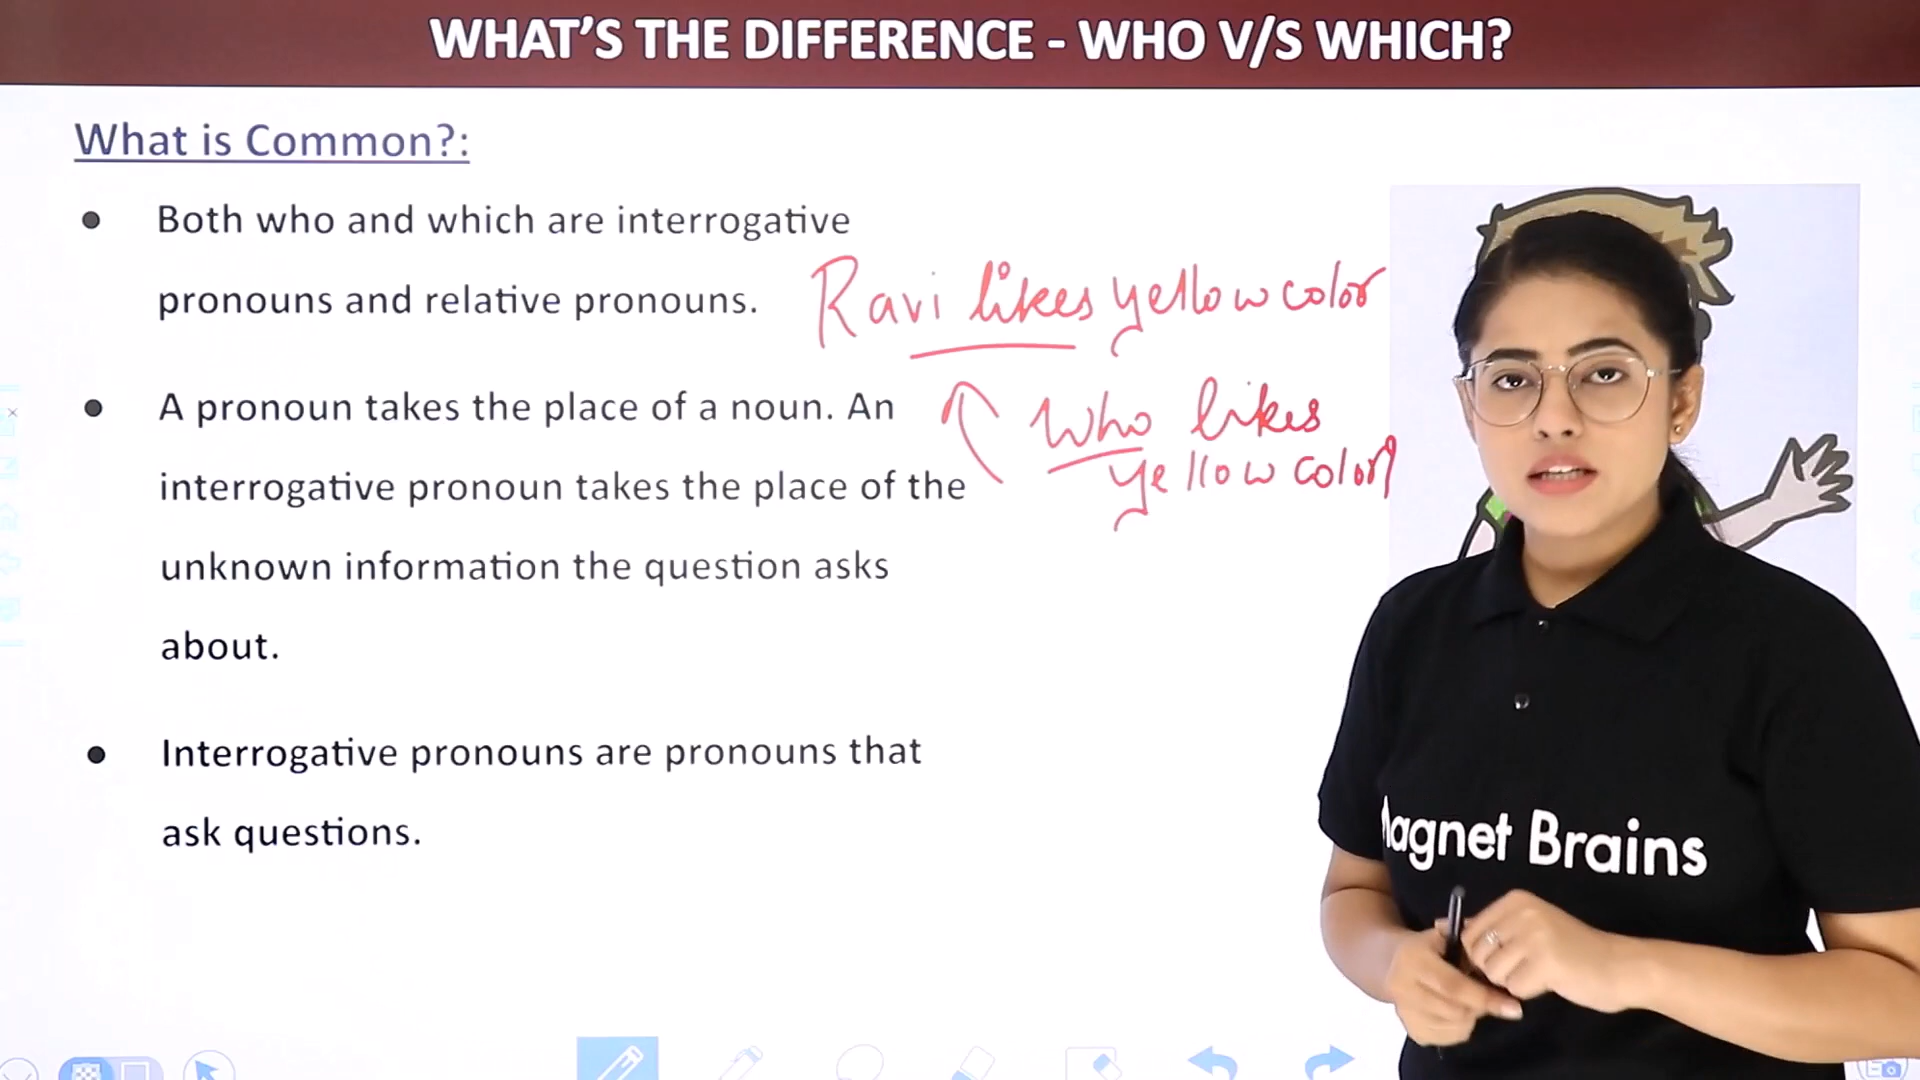 WHAT'S THE DIFFERENCE - WHO V/S WHICH?
What is Common?:
● Both who and which are interrogative
pronouns and relative pronouns.
Ravi likes yellow color
● A pronoun takes the place of a noun. An
interrogative pronoun takes the place of the
unknown information the question asks
about.
Who likes
yellow color?
● Interrogative pronouns are pronouns that
ask questions.
agnet Brains